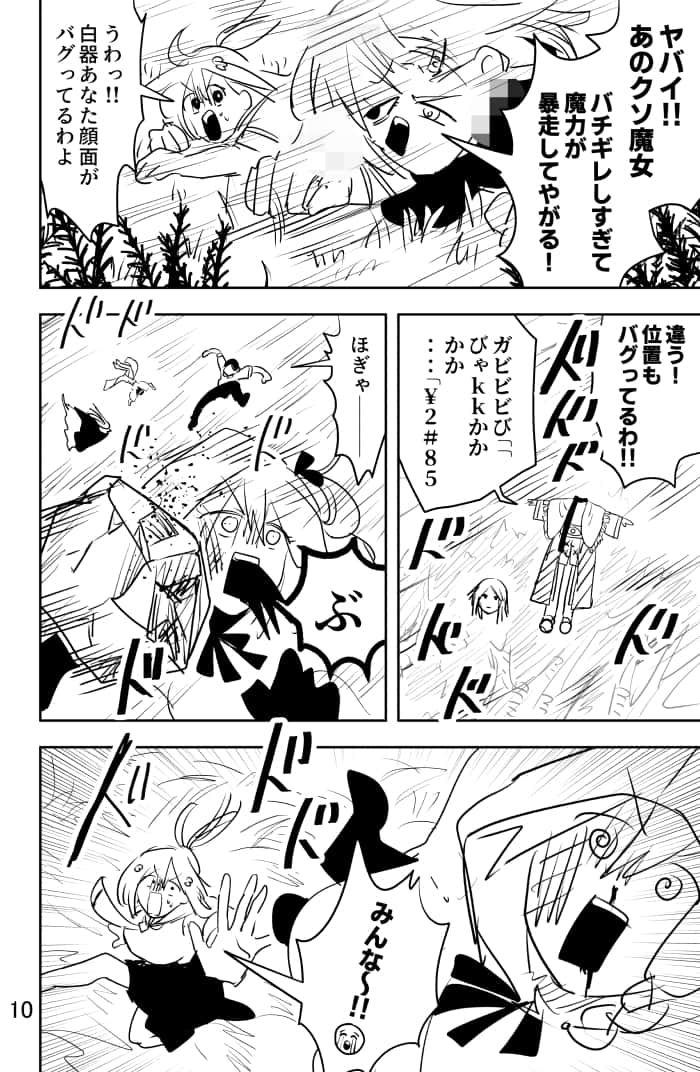 ヤバイ!!
あのクソ魔女
バチギレしすぎて
魔力が
暴走してやがる！
うわっ!!
白器あなた顔面が
バグってるわよ
違う！
位置も
バグってるわ!!
ガビビビび「「
びゃｋｋかか
かか
・・・「¥２＃８５
ドドド
ドドド
ほぎゃ――
ドドド
ぶ
ド
ド
ドドド
ド
ド
みんな〜!!
10